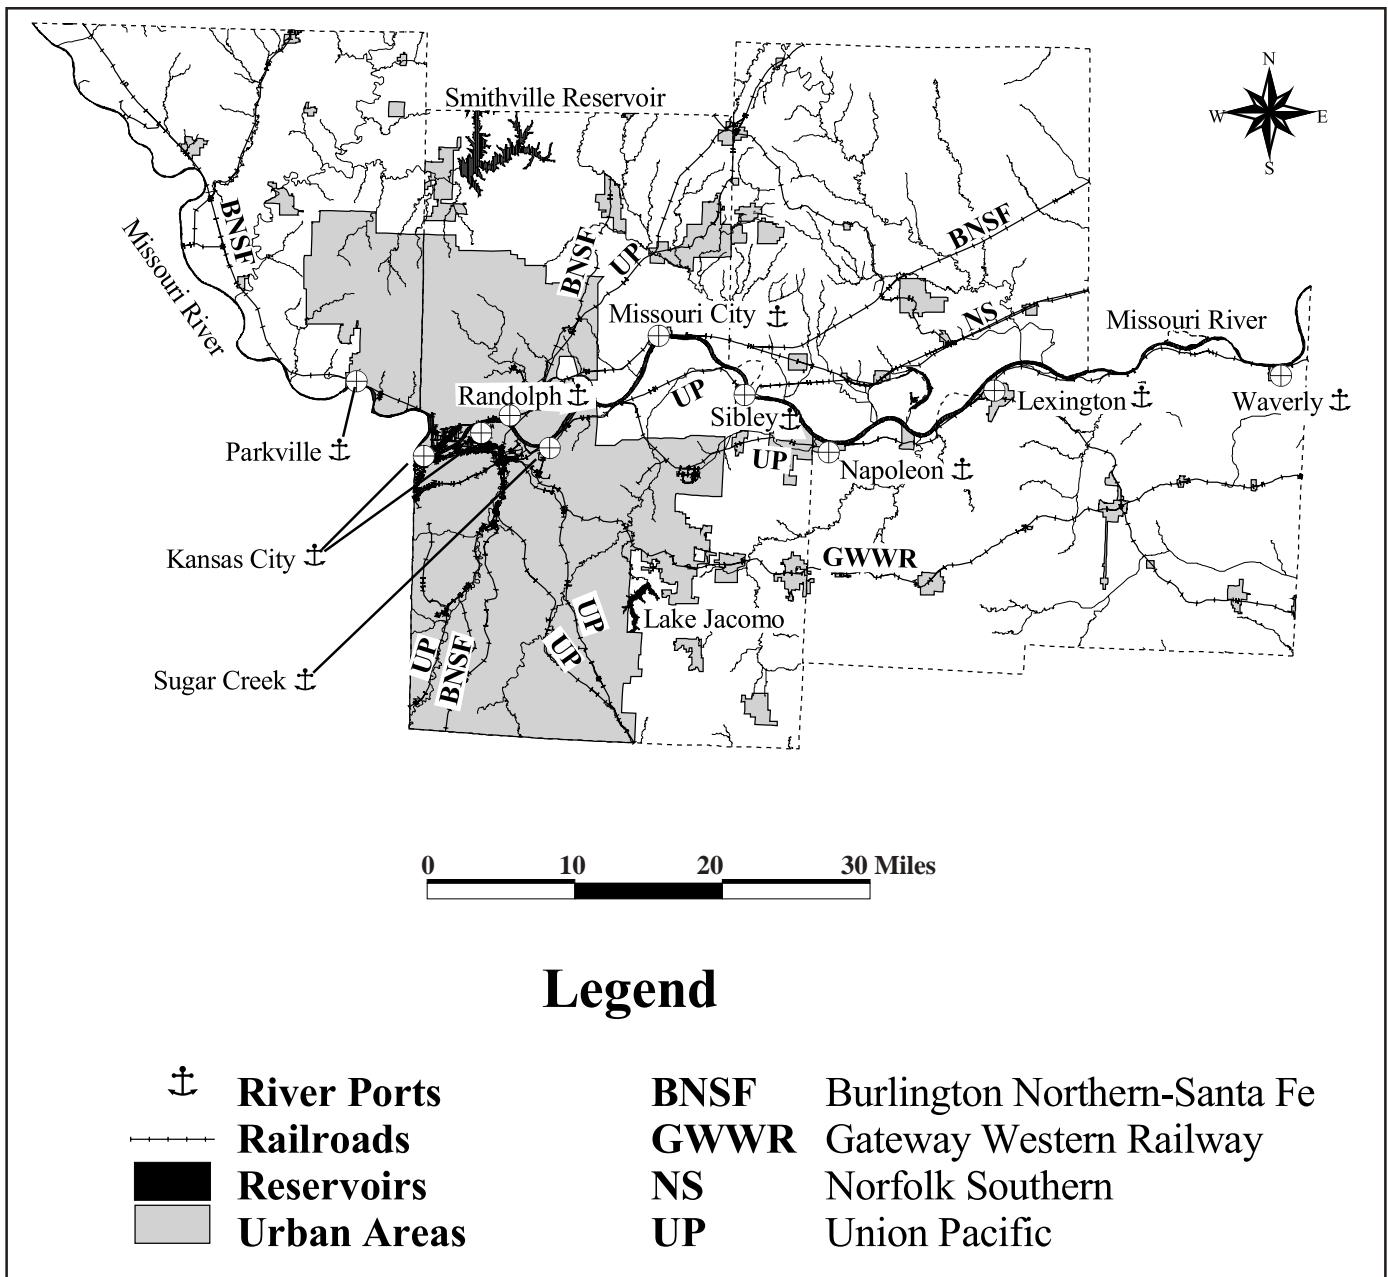 N
W
E
S
Smithville Reservoir
BNSF
Missouri River
BNSF
UP
BNSF
NS
Missouri City
Missouri River
UP
Randolph
Sibley
Lexington
Waverly
Parkville
UP
Napoleon
Kansas City
GWWR
UP
UP
Lake Jacomo
UP
BNSF
Sugar Creek
0 10 20 30 Miles
Legend
River Ports BNSF Burlington Northern-Santa Fe
Railroads GWWR Gateway Western Railway
Reservoirs NS Norfolk Southern
Urban Areas UP Union Pacific